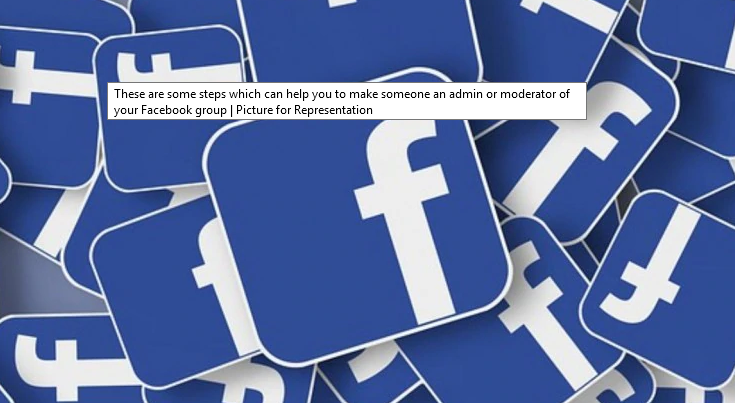 These are some steps which can help you to make someone an admin or moderator of
your Facebook group | Picture for Representation
f
f
f
f
f
f
f
f